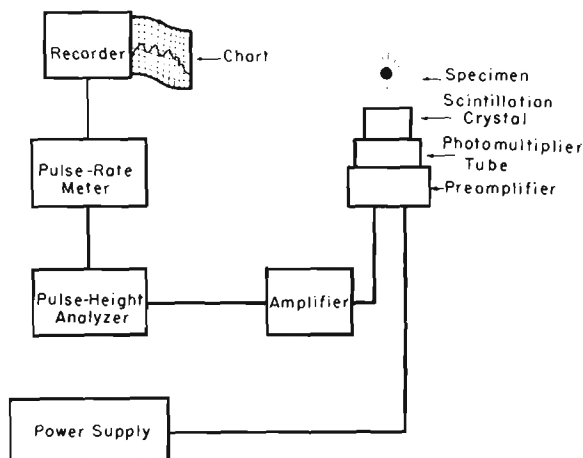 Recorder
Chart
Specimen
Scintillation
Crystal
Photomultiplier
Tube
Preamplifier
Pulse-Rate
Meter
Pulse-Height
Analyzer
Amplifier
Power Supply